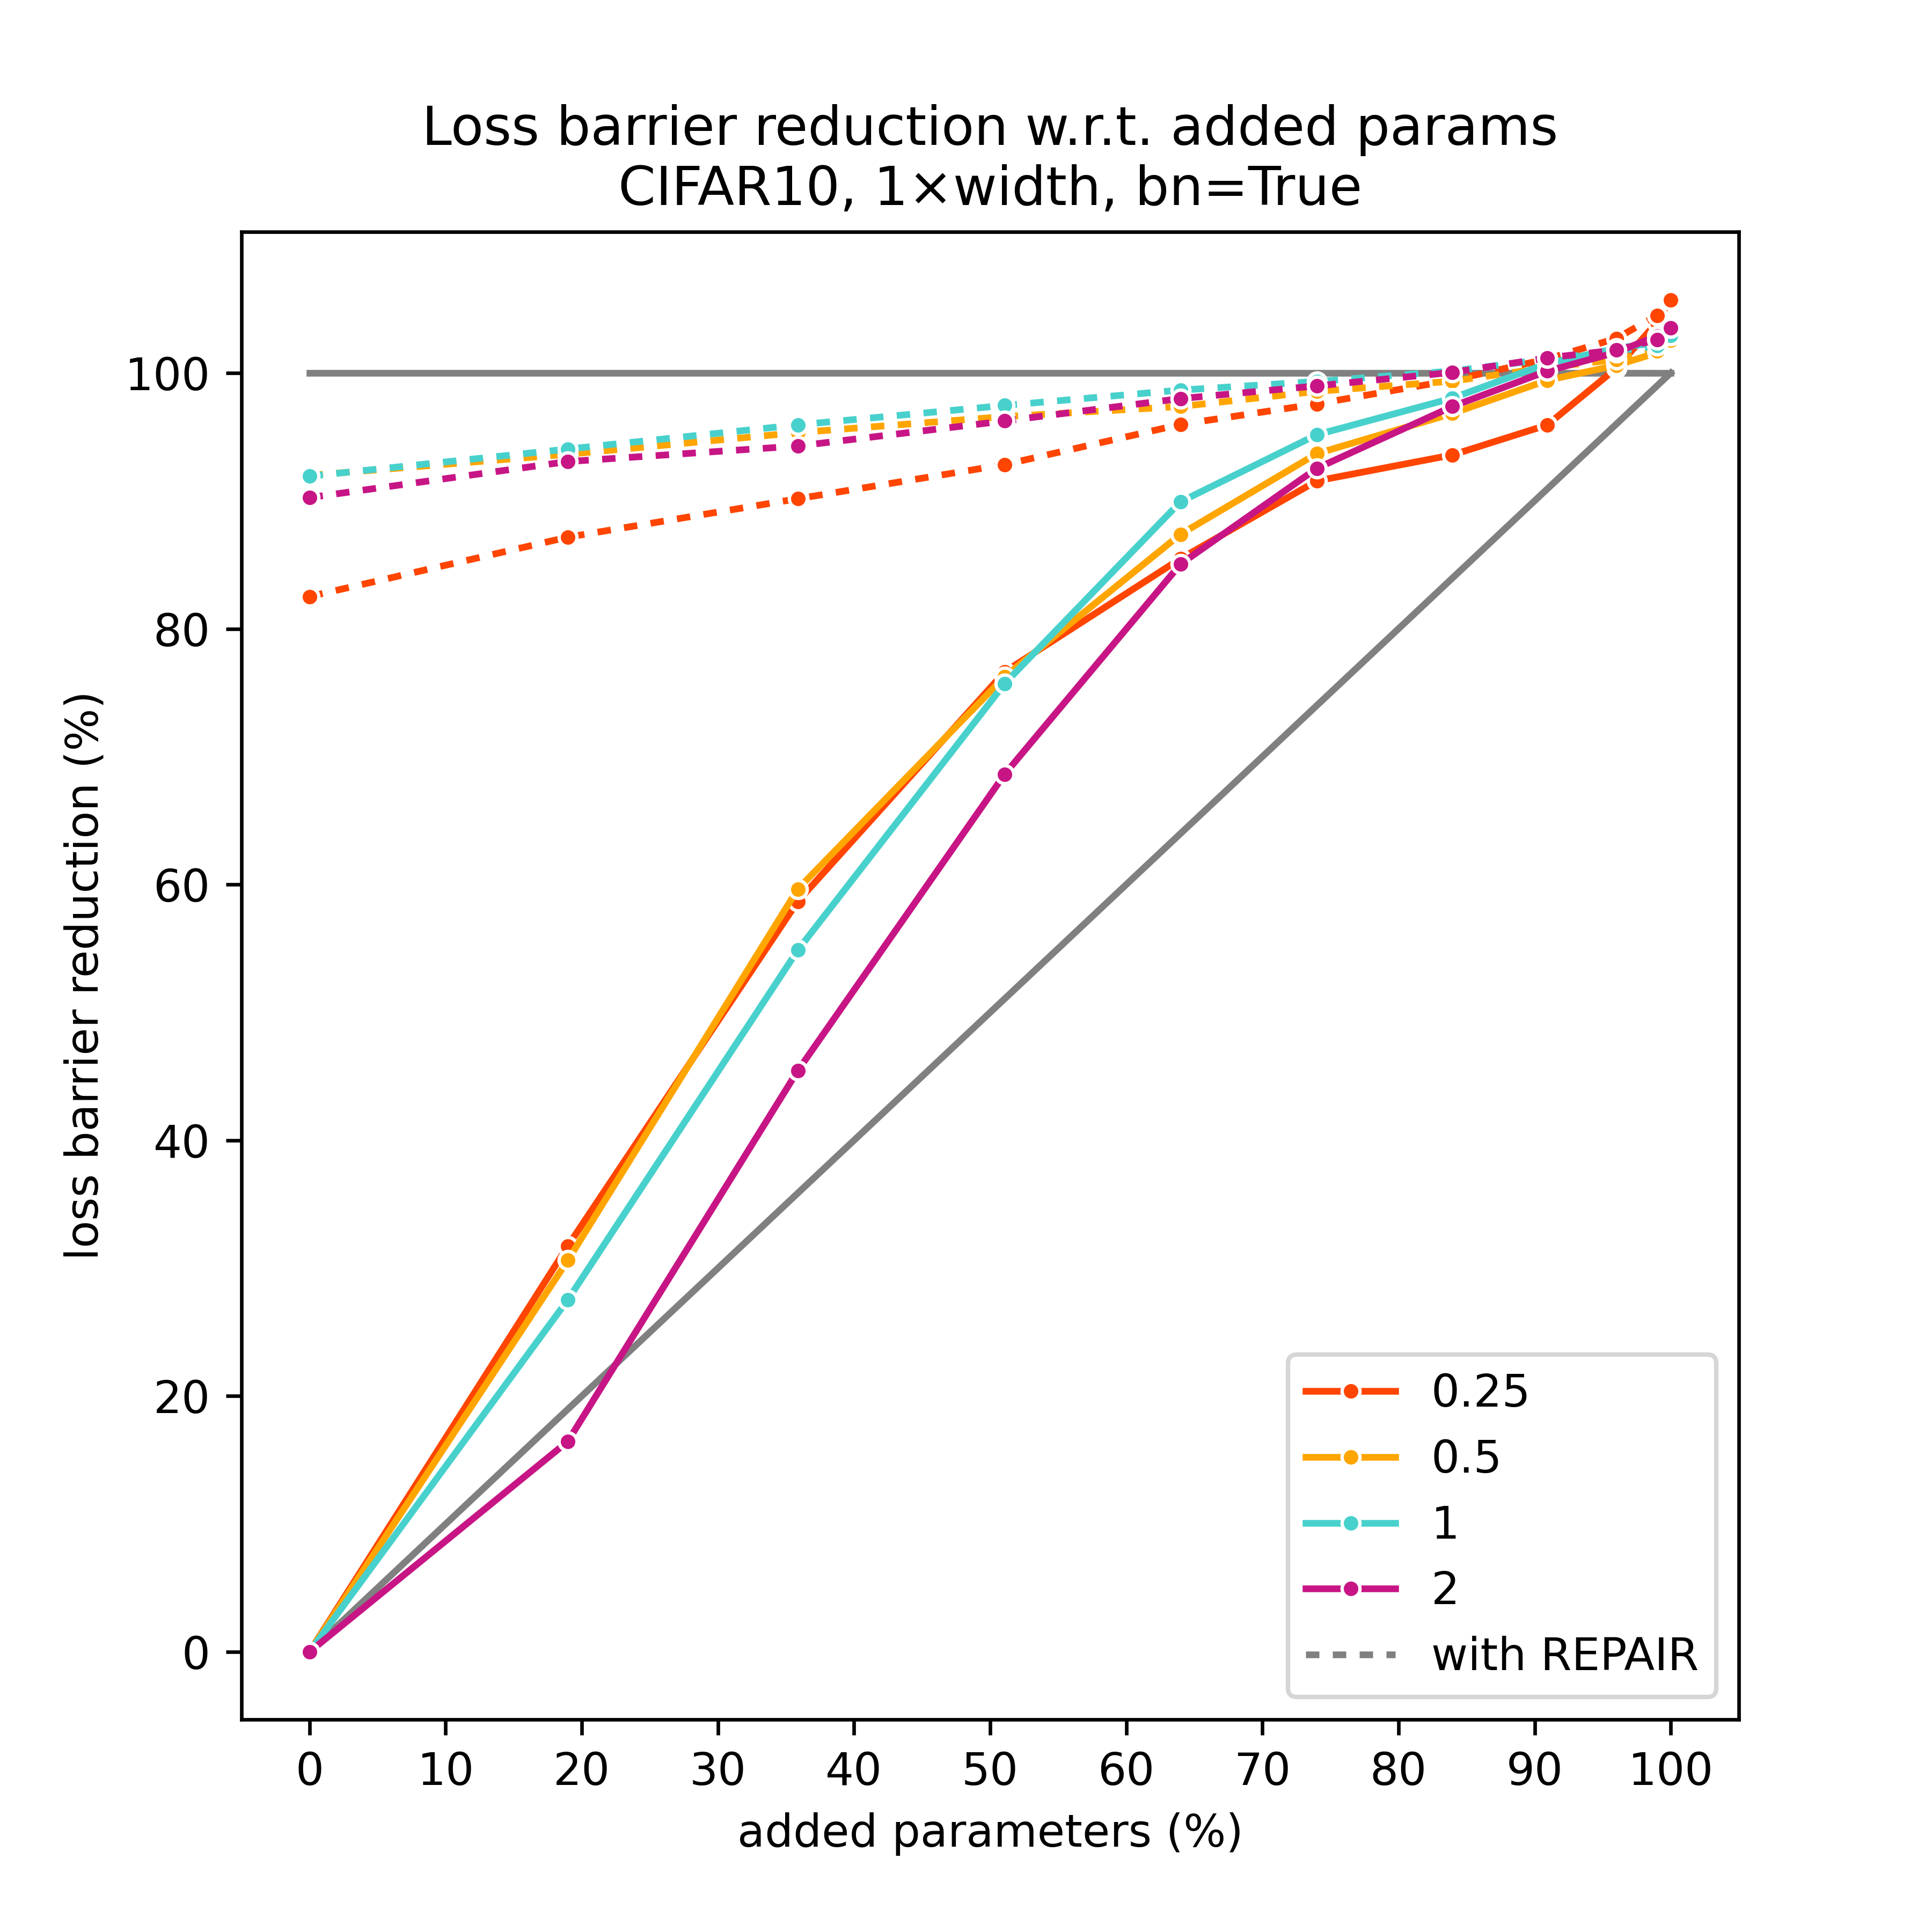 Loss barrier reduction w.r.t. added params
CIFAR10, 1×width, bn=True
loss barrier reduction (%)
100
80
60
40
20
0
0 10 20 30 40 50 60 70 80 90 100
added parameters (%)
0.25
0.5
1
2
with REPAIR